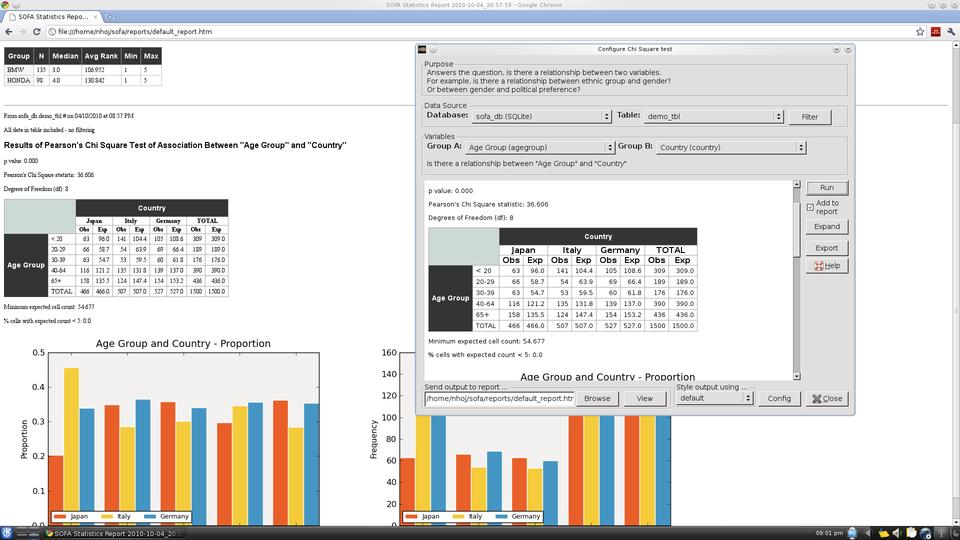 SOFA Statistics Report 2010-10-04_20:57:59 - Google Chrome
SOFA Statistics Repo...
file:///home/nhoj/sofa/reports/default_report.htm
Group N Median Avg Rank Min Max
BMW 135 3.0 106.952 1 5
HONDA 98 4.0 130.842 1 5
From sofa_db demo_tbl # on 04/10/2010 at 08:57 PM
All data in table included - no filtering
Results of Pearson's Chi Square Test of Association Between "Age Group" and "Country"
p value: 0.000
Pearson's Chi Square statistic: 36.606
Degrees of Freedom (df): 8
Country
Japan Italy Germany TOTAL
Obs Exp Obs Exp Obs Exp Obs Exp
Age Group
< 20 63 96.0 141 104.4 105 108.6 309 309.0
20-29 66 58.7 54 63.9 69 66.4 189 189.0
30-39 63 54.7 53 59.5 60 61.8 176 176.0
40-64 116 121.2 135 131.8 139 137.0 390 390.0
65+ 158 135.5 124 147.4 154 153.2 436 436.0
TOTAL 466 466.0 507 507.0 527 527.0 1500 1500.0
Minimum expected cell count: 54.677
% cells with expected count < 5: 0.0
Age Group and Country - Proportion
Proportion
0.5
0.4
0.3
0.2
0.1
0.0
Japan Italy Germany
Frequency
160
140
120
100
80
60
40
20
0
Japan Italy Germany
Configure Chi Square test
Purpose
Answers the question, is there a relationship between two variables.
For example, is there a relationship between ethnic group and gender?
Or between gender and political preference?
Data Source
Database: sofa_db (SQLite) Table: demo_tbl Filter
Variables
Group A: Age Group (agegroup) Group B: Country (country)
Is there a relationship between "Age Group" and "Country"
p value: 0.000
Pearson's Chi Square statistic: 36.606
Degrees of Freedom (df): 8
Country
Japan Italy Germany TOTAL
Obs Exp Obs Exp Obs Exp Obs Exp
Age Group
< 20 63 96.0 141 104.4 105 108.6 309 309.0
20-29 66 58.7 54 63.9 69 66.4 189 189.0
30-39 63 54.7 53 59.5 60 61.8 176 176.0
40-64 116 121.2 135 131.8 139 137.0 390 390.0
65+ 158 135.5 124 147.4 154 153.2 436 436.0
TOTAL 466 466.0 507 507.0 527 527.0 1500 1500.0
Minimum expected cell count: 54.677
% cells with expected count < 5: 0.0
Age Group and Country - Proportion
Run
Add to
report
Expand
Export
Help
Send output to report ...
/home/nhoj/sofa/reports/default_report.htr Browse View
Style output using ...
default Config Close
SOFA Statistics Report 2010-10-04_20
09:01 pm